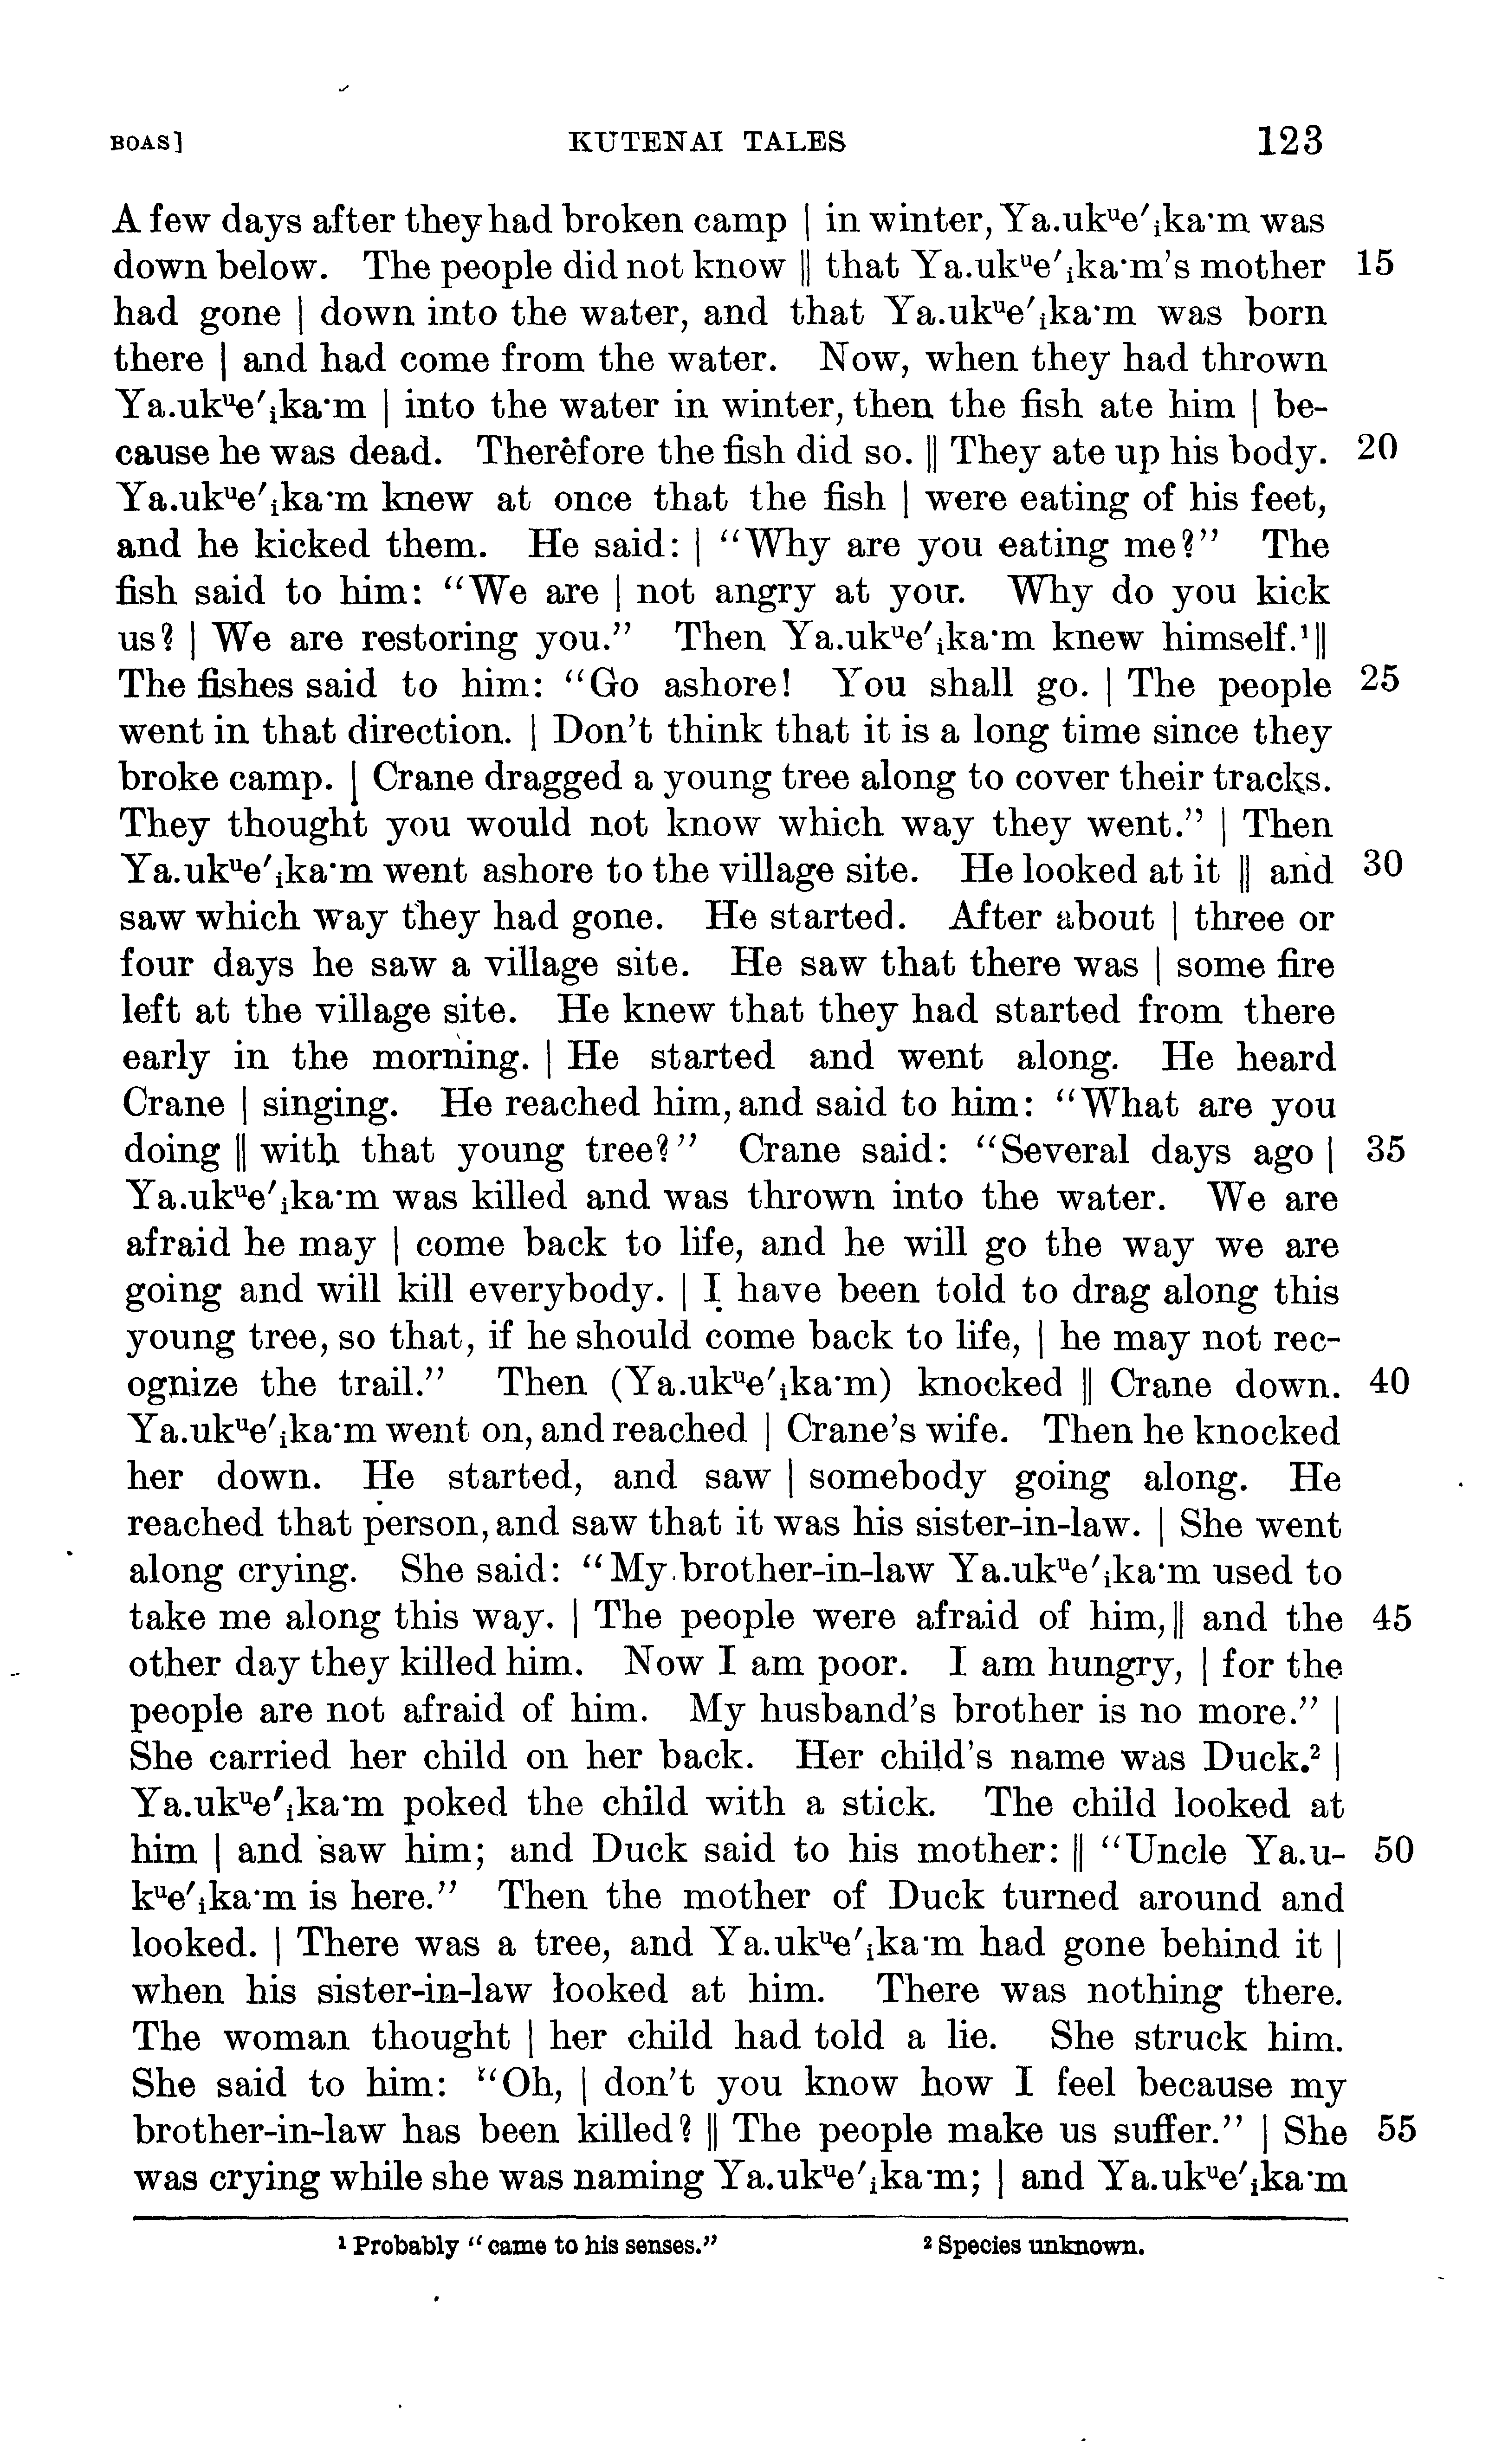 BOAS] KUTENAI TALES 123
A few days after they had broken camp | in winter, Ya.ukᵘe′ᵢka·m was
down below. The people did not know || that Ya.ukᵘe′ᵢka·m's mother 15
had gone | down into the water, and that Ya.ukᵘe′ᵢka·m was born
there | and had come from the water. Now, when they had thrown
Ya.ukᵘe′ᵢka·m | into the water in winter, then the fish ate him | be-
cause he was dead. Therefore the fish did so. || They ate up his body. 20
Ya.ukᵘe′ᵢka·m knew at once that the fish | were eating of his feet,
and he kicked them. He said: | “Why are you eating me?” The
fish said to him: “We are | not angry at you. Why do you kick
us? | We are restoring you.” Then Ya.ukᵘe′ᵢka·m knew himself.¹ ||
The fishes said to him: “Go ashore! You shall go. | The people 25
went in that direction. | Don't think that it is a long time since they
broke camp. | Crane dragged a young tree along to cover their tracks.
They thought you would not know which way they went.” | Then
Ya.ukᵘe′ᵢka·m went ashore to the village site. He looked at it || and 30
saw which way they had gone. He started. After about | three or
four days he saw a village site. He saw that there was | some fire
left at the village site. He knew that they had started from there
early in the morning. | He started and went along. He heard
Crane | singing. He reached him, and said to him: “What are you
doing || with that young tree?” Crane said: “Several days ago | 35
Ya.ukᵘe′ᵢka·m was killed and was thrown into the water. We are
afraid he may | come back to life, and he will go the way we are
going and will kill everybody. | I have been told to drag along this
young tree, so that, if he should come back to life, | he may not rec-
ognize the trail.” Then (Ya.ukᵘe′ᵢka·m) knocked || Crane down. 40
Ya.ukᵘe′ᵢka·m went on, and reached | Crane's wife. Then he knocked
her down. He started, and saw | somebody going along. He
reached that person, and saw that it was his sister-in-law. | She went
along crying. She said: “My brother-in-law Ya.ukᵘe′ᵢka·m used to
take me along this way. | The people were afraid of him, || and the 45
other day they killed him. Now I am poor. I am hungry, | for the
people are not afraid of him. My husband's brother is no more.” |
She carried her child on her back. Her child's name was Duck.² |
Ya.ukᵘe′ᵢka·m poked the child with a stick. The child looked at
him | and saw him; and Duck said to his mother: || “Uncle Ya.u- 50
kᵘe′ᵢka·m is here.” Then the mother of Duck turned around and
looked. | There was a tree, and Ya.ukᵘe′ᵢka·m had gone behind it |
when his sister-in-law looked at him. There was nothing there.
The woman thought | her child had told a lie. She struck him.
She said to him: “Oh, | don't you know how I feel because my
brother-in-law has been killed? || The people make us suffer.” | She 55
was crying while she was naming Ya.ukᵘe′ᵢka·m; | and Ya.ukᵘe′ᵢka·m
¹ Probably “came to his senses.” ² Species unknown.